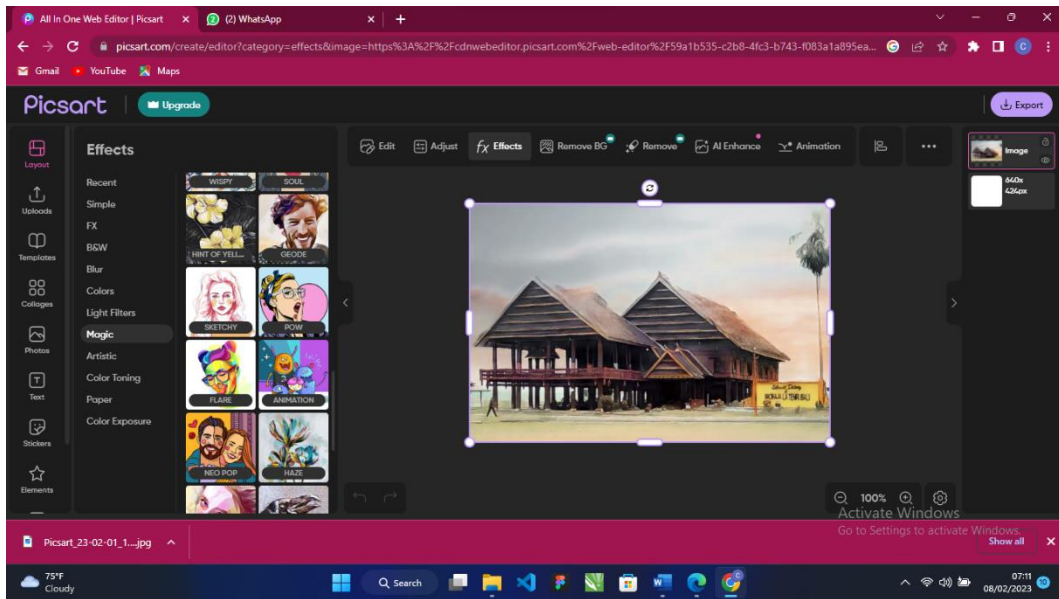 All In One Web Editor | Picsart
(2) WhatsApp
picsart.com/create/editor?category=effects&image=https%3A%2F%2Fcdnwebeditor.picsart.com%2Fweb-editor%2F59a1b535-c2b8-4fc3-b743-f083a1a895ea...
C
Gmail YouTube Maps
Picsart
Upgrade
Export
Layout
Uploads
Templates
Collages
Photos
Text
Stickers
Elements
Effects
Recent
Simple
FX
B&W
Blur
Colors
Light Filters
Magic
Artistic
Color Toning
Paper
Color Exposure
WISPY SOUL
HINT OF YELL... GEODE
SKETCHY POW
FLARE ANIMATION
NEO POP HAZE
Edit Adjust fx Effects Remove BG Remove AI Enhance Animation
Image
640x
424px
100%
Activate Windows
Go to Settings to activate Windows.
Picsart_23-02-01_1....jpg
Show all
75°F
Cloudy
Search
07:11
08/02/2023
10